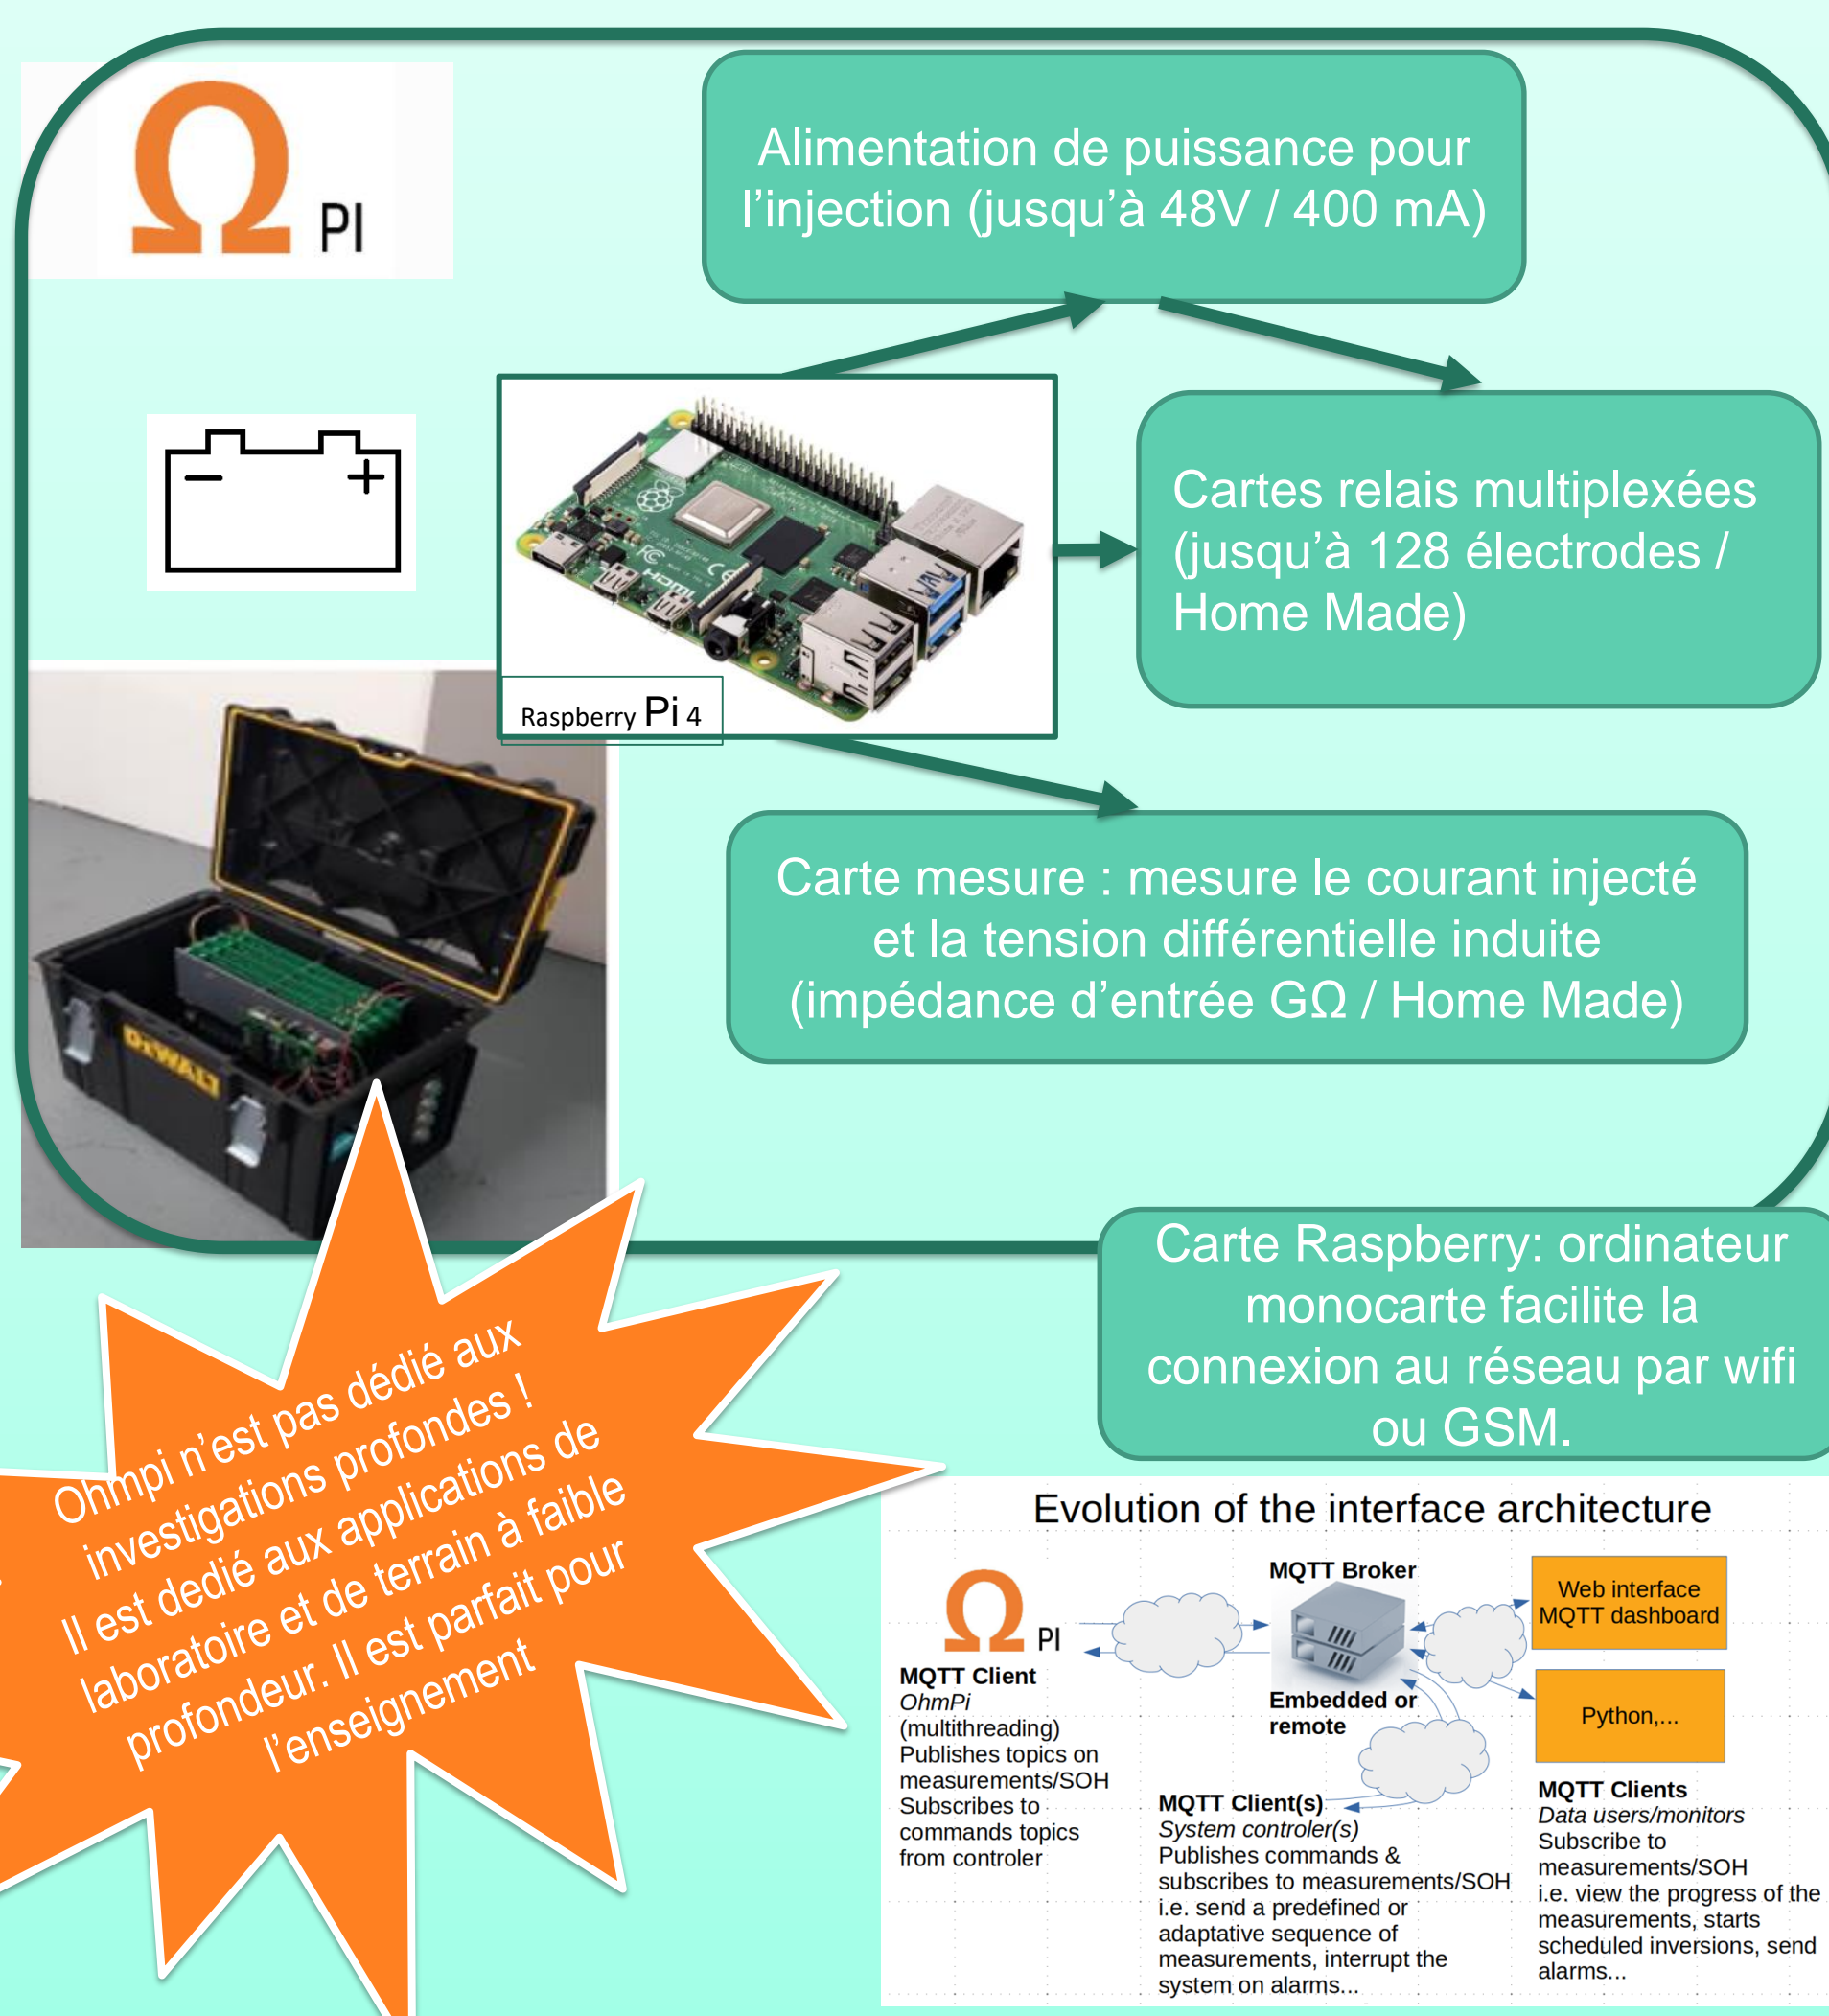 Ω PI
Alimentation de puissance pour
l'injection (jusqu'à 48V / 400 mA)
Cartes relais multiplexées
(jusqu'à 128 électrodes /
Home Made)
Raspberry Pi 4
Carte mesure : mesure le courant injecté
et la tension différentielle induite
(impédance d'entrée GΩ / Home Made)
DEWALT
Carte Raspberry: ordinateur
monocarte facilite la
connexion au réseau par wifi
ou GSM.
Ohmpi n'est pas dédié aux
investigations profondes !
Il est dedié aux applications de
laboratoire et de terrain à faible
profondeur. Il est parfait pour
l'enseignement
Evolution of the interface architecture
Ω PI
MQTT Client
OhmPi
(multithreading)
Publishes topics on
measurements/SOH
Subscribes to
commands topics
from controler
MQTT Broker
Embedded or
remote
MQTT Client(s)
System controler(s)
Publishes commands &
subscribes to measurements/SOH
i.e. send a predefined or
adaptative sequence of
measurements, interrupt the
system on alarms...
Web interface
MQTT dashboard
Python,...
MQTT Clients
Data users/monitors
Subscribe to
measurements/SOH
i.e. view the progress of the
measurements, starts
scheduled inversions, send
alarms...